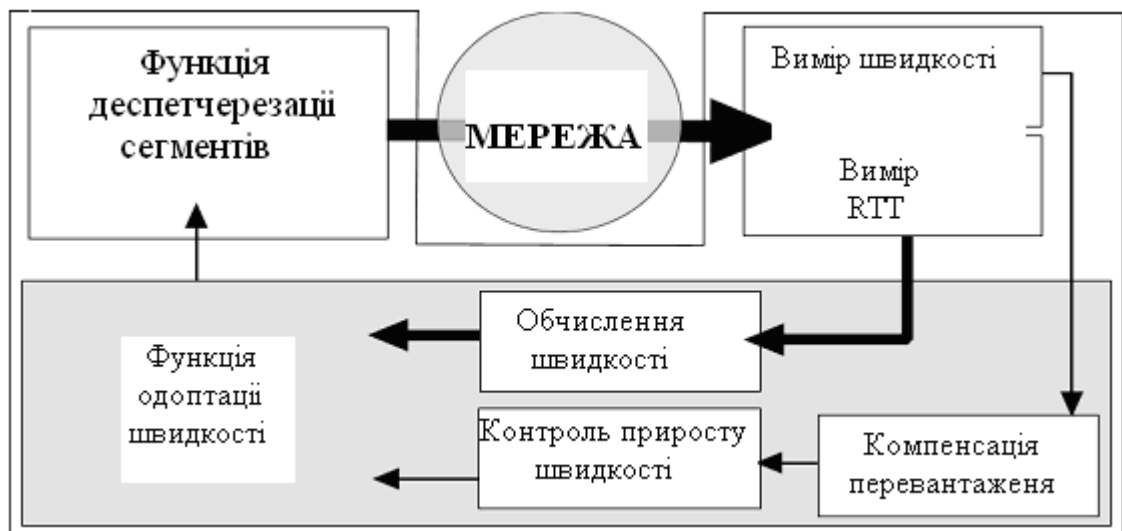 Функція
деспетчерезації
сегментів
МЕРЕЖА
Вимір швидкості
Вимір
RTT
Обчислення
швидкості
Функція
одоптації
швидкості
Контроль приросту
швидкості
Компенсація
перевантаженя